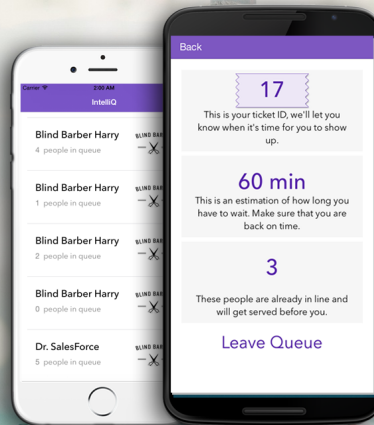 Carrier 2:00 AM
IntelliQ
Blind Barber Harry
4 people in queue
BLIND BAR
Blind Barber Harry
1 people in queue
BLIND BAR
Blind Barber Harry
2 people in queue
BLIND BAR
Blind Barber Harry
0 people in queue
BLIND BAR
Dr. SalesForce
5 people in queue
BLIND BAR
Back
17
This is your ticket ID, we'll let you
know when it's time for you to show
up.
60 min
This is an estimation of how long you
have to wait. Make sure that you are
back on time.
3
These people are already in line and
will get served before you.
Leave Queue